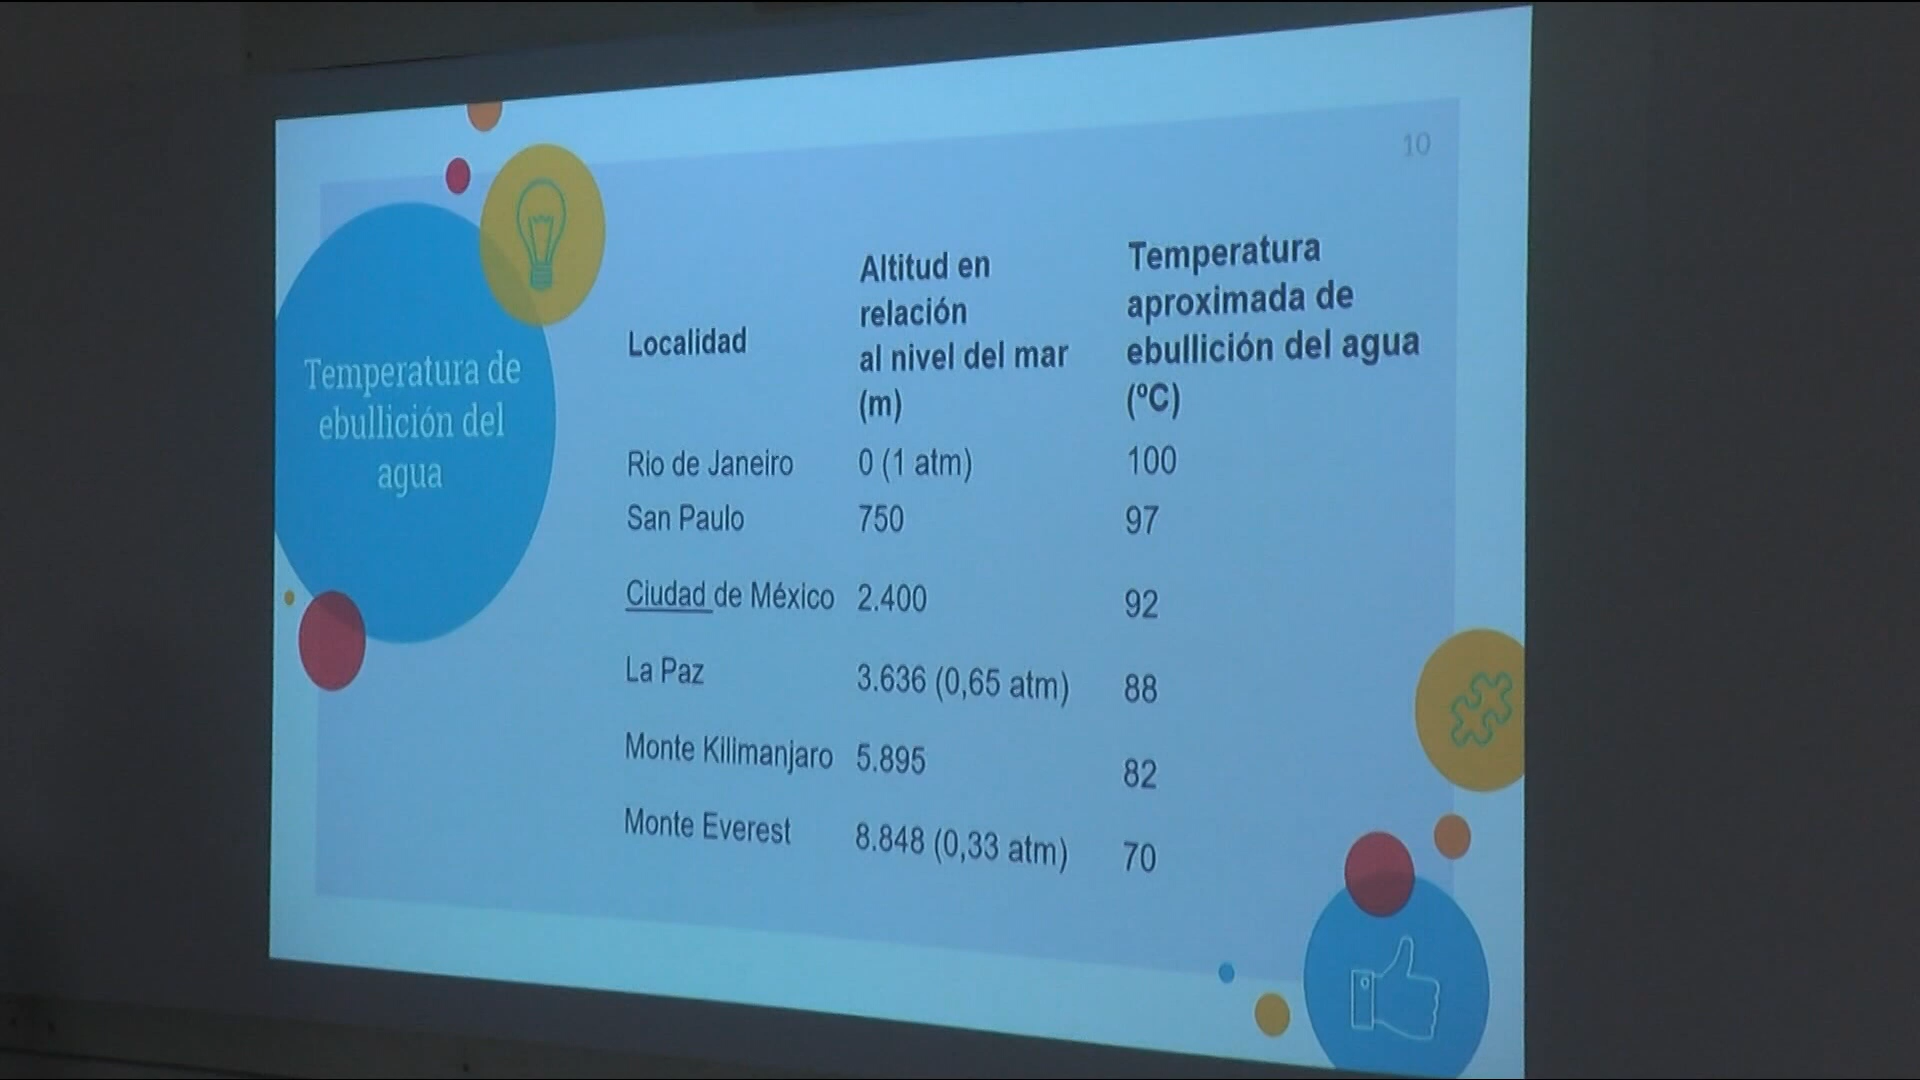 10
Temperatura de
ebullición del
agua
Localidad
Altitud en
relación
al nivel del mar
(m)
Temperatura
aproximada de
ebullición del agua
(ºC)
Rio de Janeiro 0 (1 atm) 100
San Paulo 750 97
Ciudad de México 2.400 92
La Paz 3.636 (0,65 atm) 88
Monte Kilimanjaro 5.895 82
Monte Everest 8.848 (0,33 atm) 70